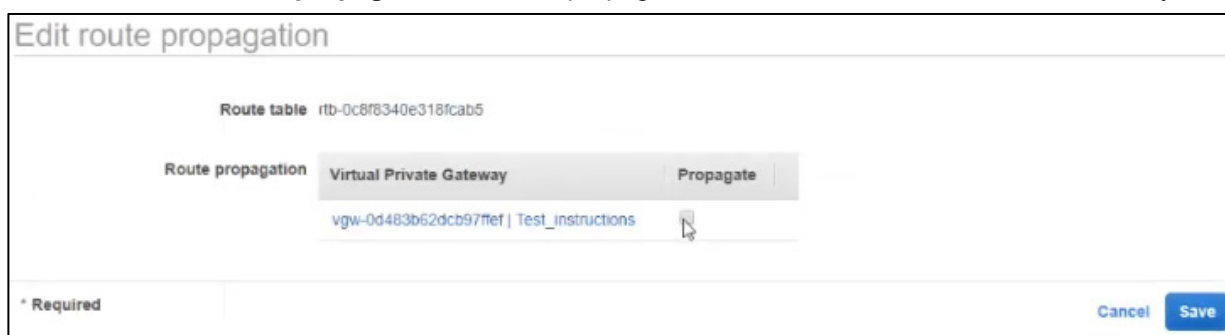 Edit route propagation
Route table rtb-0c8f8340e318fcab5
Route propagation
Virtual Private Gateway Propagate
vgw-0d483b62dcb97ffef | Test_instructions
* Required
Cancel Save